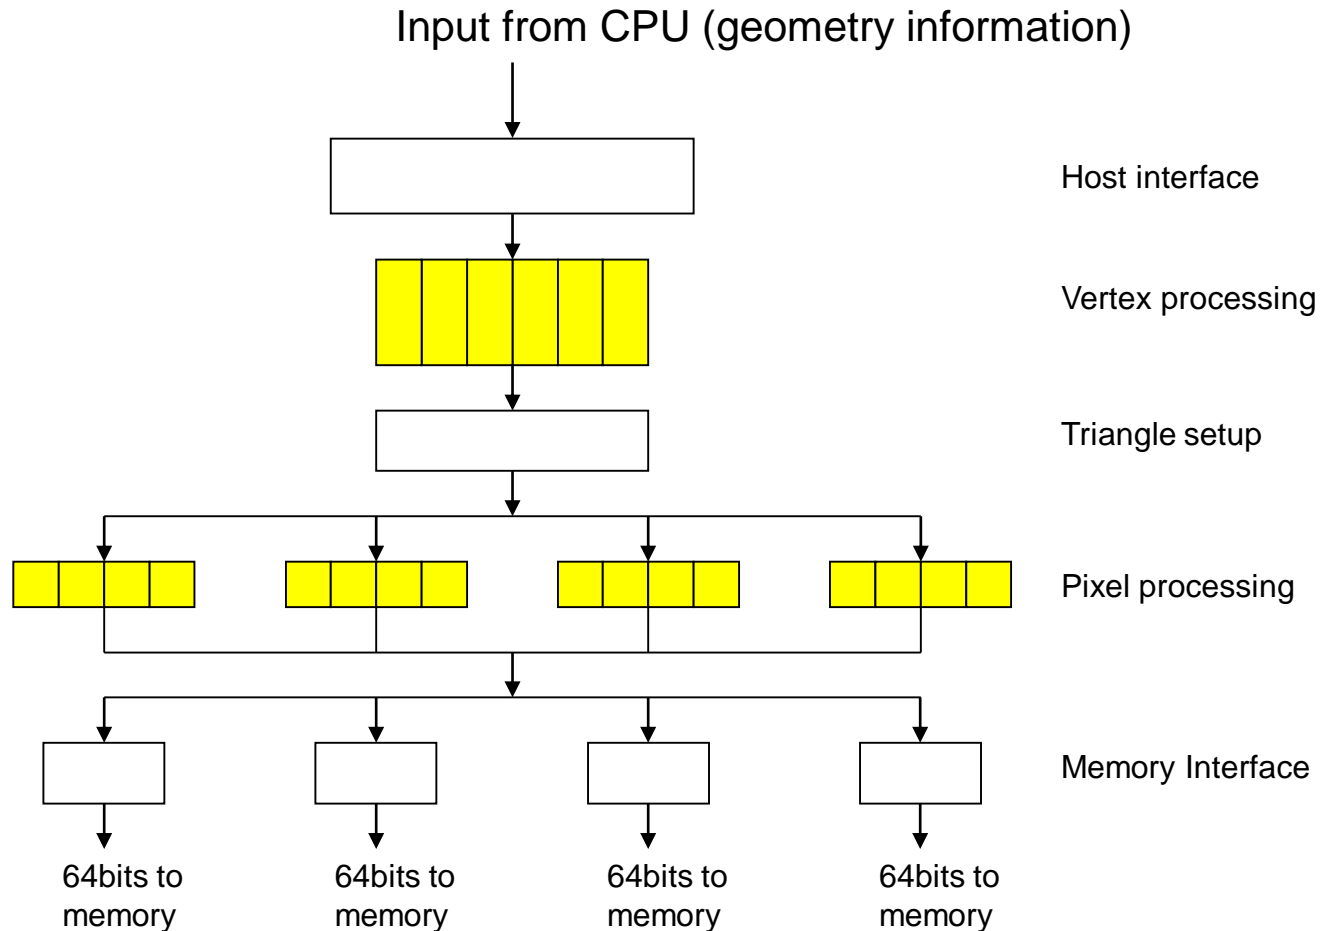 Input from CPU (geometry information)
Host interface
Vertex processing
Triangle setup
Pixel processing
Memory Interface
64bits to
memory
64bits to
memory
64bits to
memory
64bits to
memory